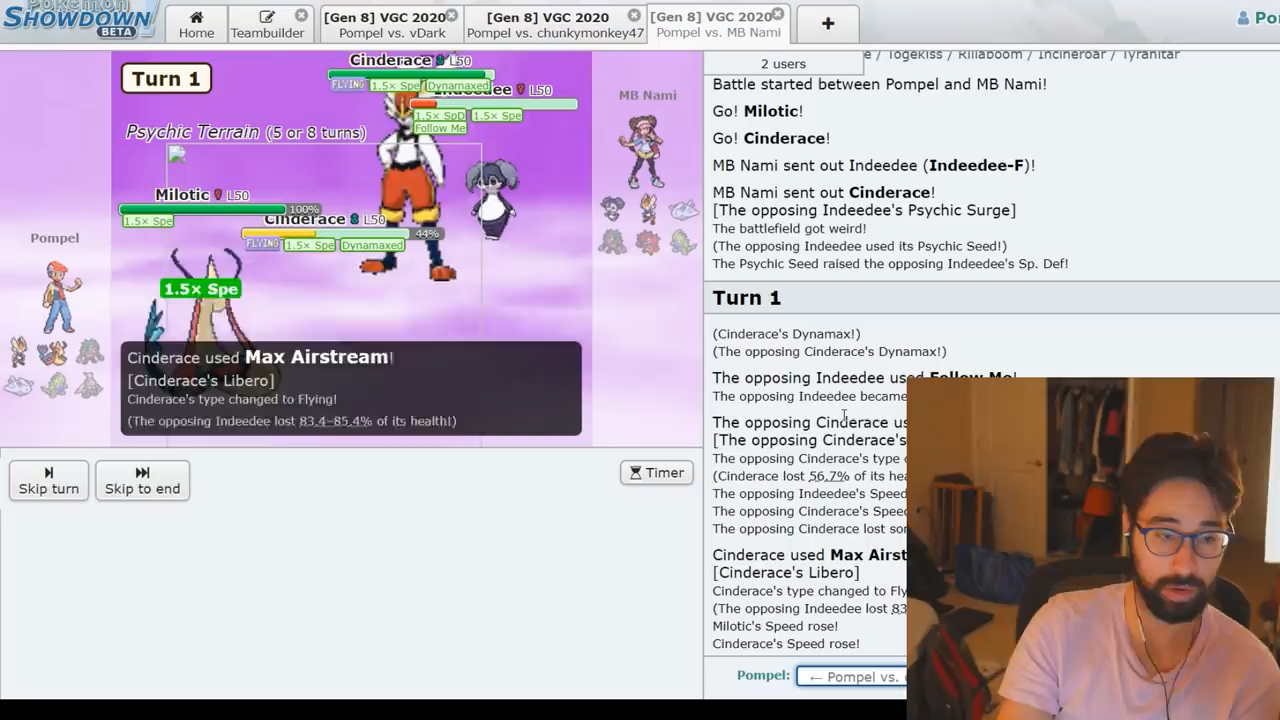 Pokémon
SHOWDOWN
BETA
Home
Teambuilder
[Gen 8] VGC 2020
Pompel vs. vDark
[Gen 8] VGC 2020
Pompel vs. chunkymonkey47
[Gen 8] VGC 2020
Pompel vs. MB Nami
+
Turn 1
Psychic Terrain (5 or 8 turns)
Cinderace L50
FLYING 1.5× Spe Dynamaxed
Indeedee L50
1.5× SpD 1.5× Spe
Follow Me
MB Nami
Milotic L50
100%
1.5× Spe
Cinderace L50
44%
FLYING 1.5× Spe Dynamaxed
Pompel
1.5× Spe
Cinderace used Max Airstream!
[Cinderace's Libero]
Cinderace's type changed to Flying!
(The opposing Indeedee lost 83.4–85.4% of its health!)
Skip turn
Skip to end
Timer
2 users
/ Togekiss / Rillaboom / Incineroar / Tyranitar
Battle started between Pompel and MB Nami!
Go! Milotic!
Go! Cinderace!
MB Nami sent out Indeedee (Indeedee-F)!
MB Nami sent out Cinderace!
[The opposing Indeedee's Psychic Surge]
The battlefield got weird!
(The opposing Indeedee used its Psychic Seed!)
The Psychic Seed raised the opposing Indeedee's Sp. Def!
Turn 1
(Cinderace's Dynamax!)
(The opposing Cinderace's Dynamax!)
The opposing Indeedee used Follow Me!
The opposing Indeedee became
The opposing Cinderace us
[The opposing Cinderace's
The opposing Cinderace's type
(Cinderace lost 56.7% of its hea
The opposing Indeedee's Speed
The opposing Cinderace's Speed
The opposing Cinderace lost som
Cinderace used Max Airst
[Cinderace's Libero]
Cinderace's type changed to Fly
(The opposing Indeedee lost 83
Milotic's Speed rose!
Cinderace's Speed rose!
Pompel:
← Pompel vs.